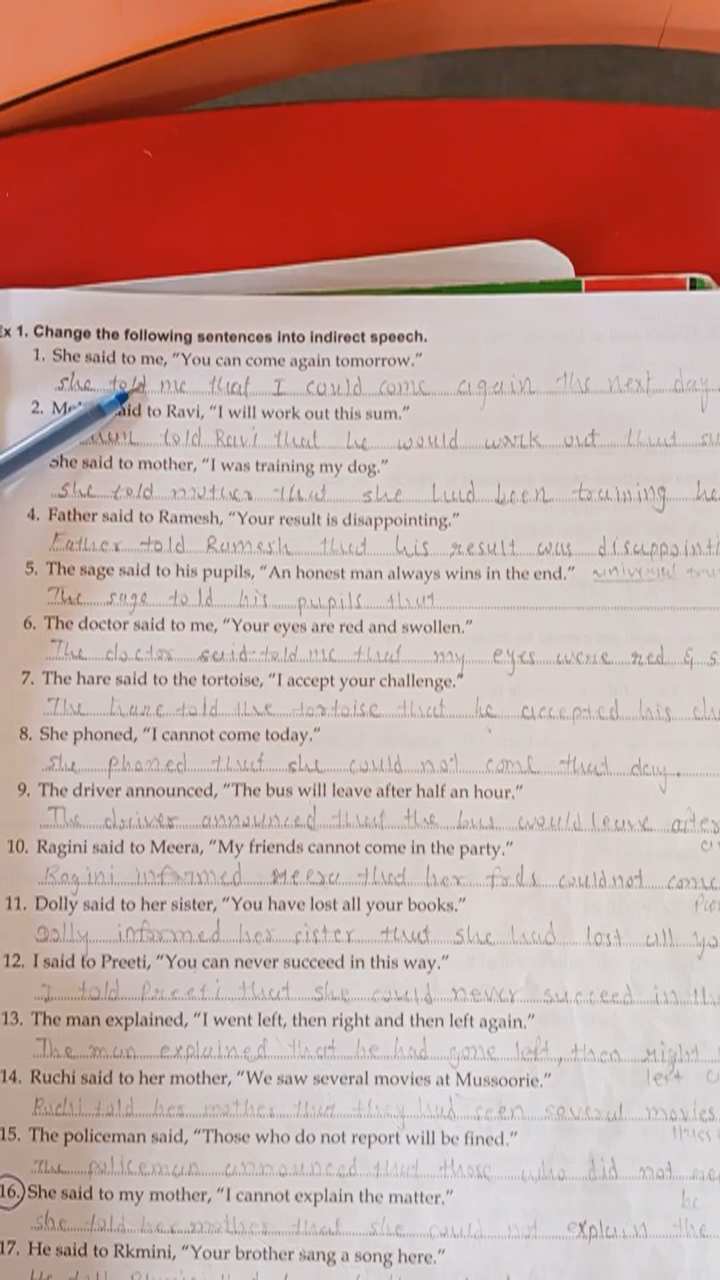 Ex 1. Change the following sentences into indirect speech.
1. She said to me, "You can come again tomorrow."
she told me that I could come again the next day
2. said to Ravi, "I will work out this sum."
told Ravi that he would work out that
She said to mother, "I was training my dog."
She told mother that she had been training
4. Father said to Ramesh, "Your result is disappointing."
Father told Ramesh that his result was disappointi
5. The sage said to his pupils, "An honest man always wins in the end." universal
The sage told his pupils that
6. The doctor said to me, "Your eyes are red and swollen."
The doctor said told me that my eyes were red & s
7. The hare said to the tortoise, "I accept your challenge."
The hare told the tortoise that he accepted his
8. She phoned, "I cannot come today."
She phoned that she could not come that day.
9. The driver announced, "The bus will leave after half an hour."
The driver announced that the bus would leave after
10. Ragini said to Meera, "My friends cannot come in the party."
Ragini informed Meera that her frds could not come
11. Dolly said to her sister, "You have lost all your books."
Dolly informed her sister that she had lost all yo
12. I said to Preeti, "You can never succeed in this way."
I told Preeti that she could never succeed in
13. The man explained, "I went left, then right and then left again."
The man explained that he had gone left, then right
left
14. Ruchi said to her mother, "We saw several movies at Mussoorie."
Ruchi told her mother that they had seen several movies
15. The policeman said, "Those who do not report will be fined."
The policeman announced that those who did not
be
16. She said to my mother, "I cannot explain the matter."
she told her mother that she could not explain the
17. He said to Rkmini, "Your brother sang a song here."